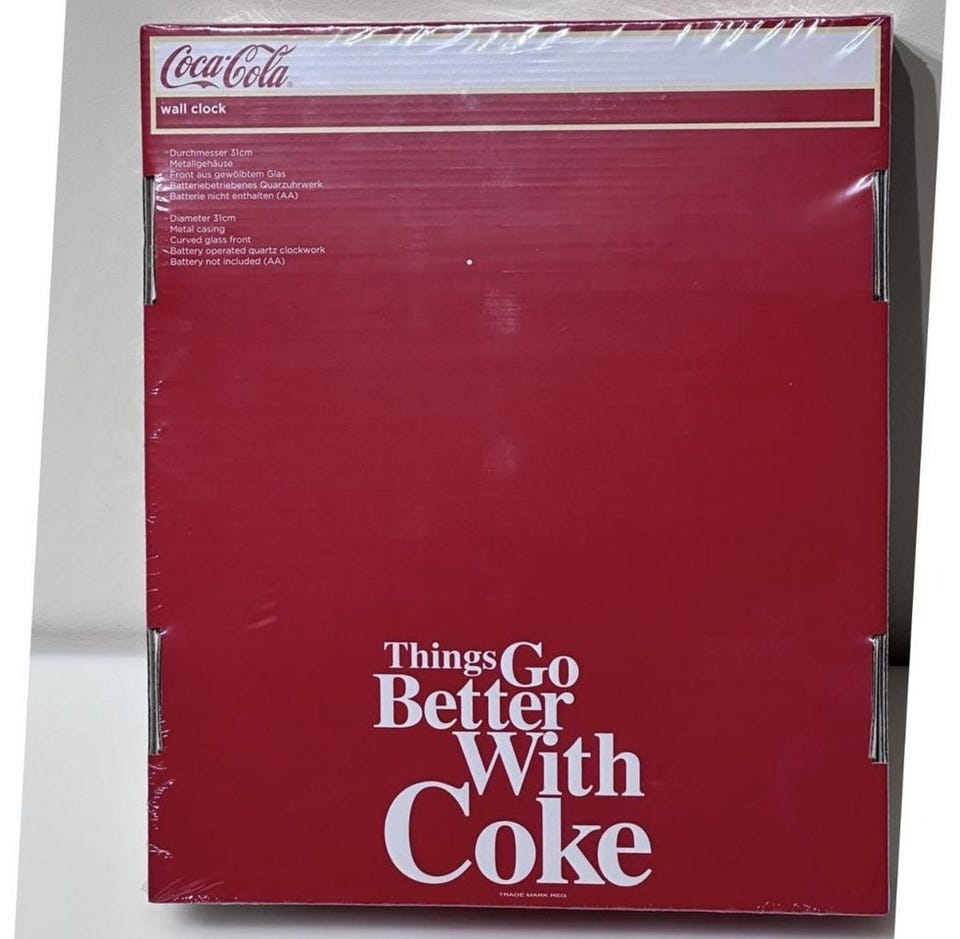 Coca-Cola®
wall clock
· Durchmesser 31cm
· Metallgehäuse
· Front aus gewölbtem Glas
· Batteriebetriebenes Quarzuhrwerk
· Batterie nicht enthalten (AA)
· Diameter 31cm
· Metal casing
· Curved glass front
· Battery operated quartz clockwork
· Battery not included (AA)
Things Go
Better
With
Coke
TRADE MARK REG